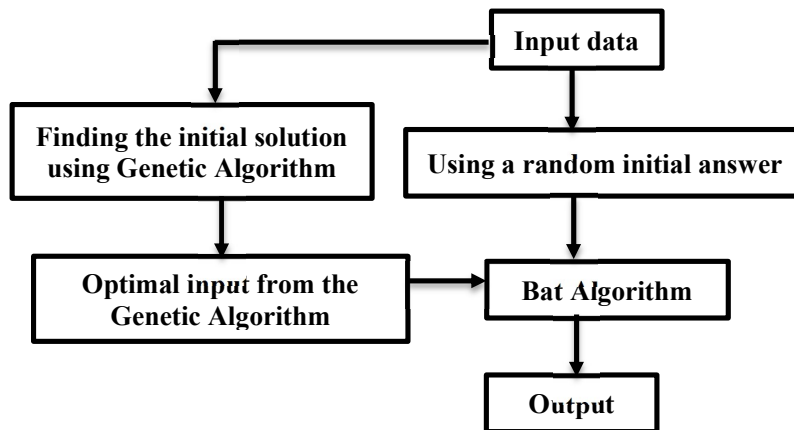 Input data
Finding the initial solution
using Genetic Algorithm
Using a random initial answer
Optimal input from the
Genetic Algorithm
Bat Algorithm
Output